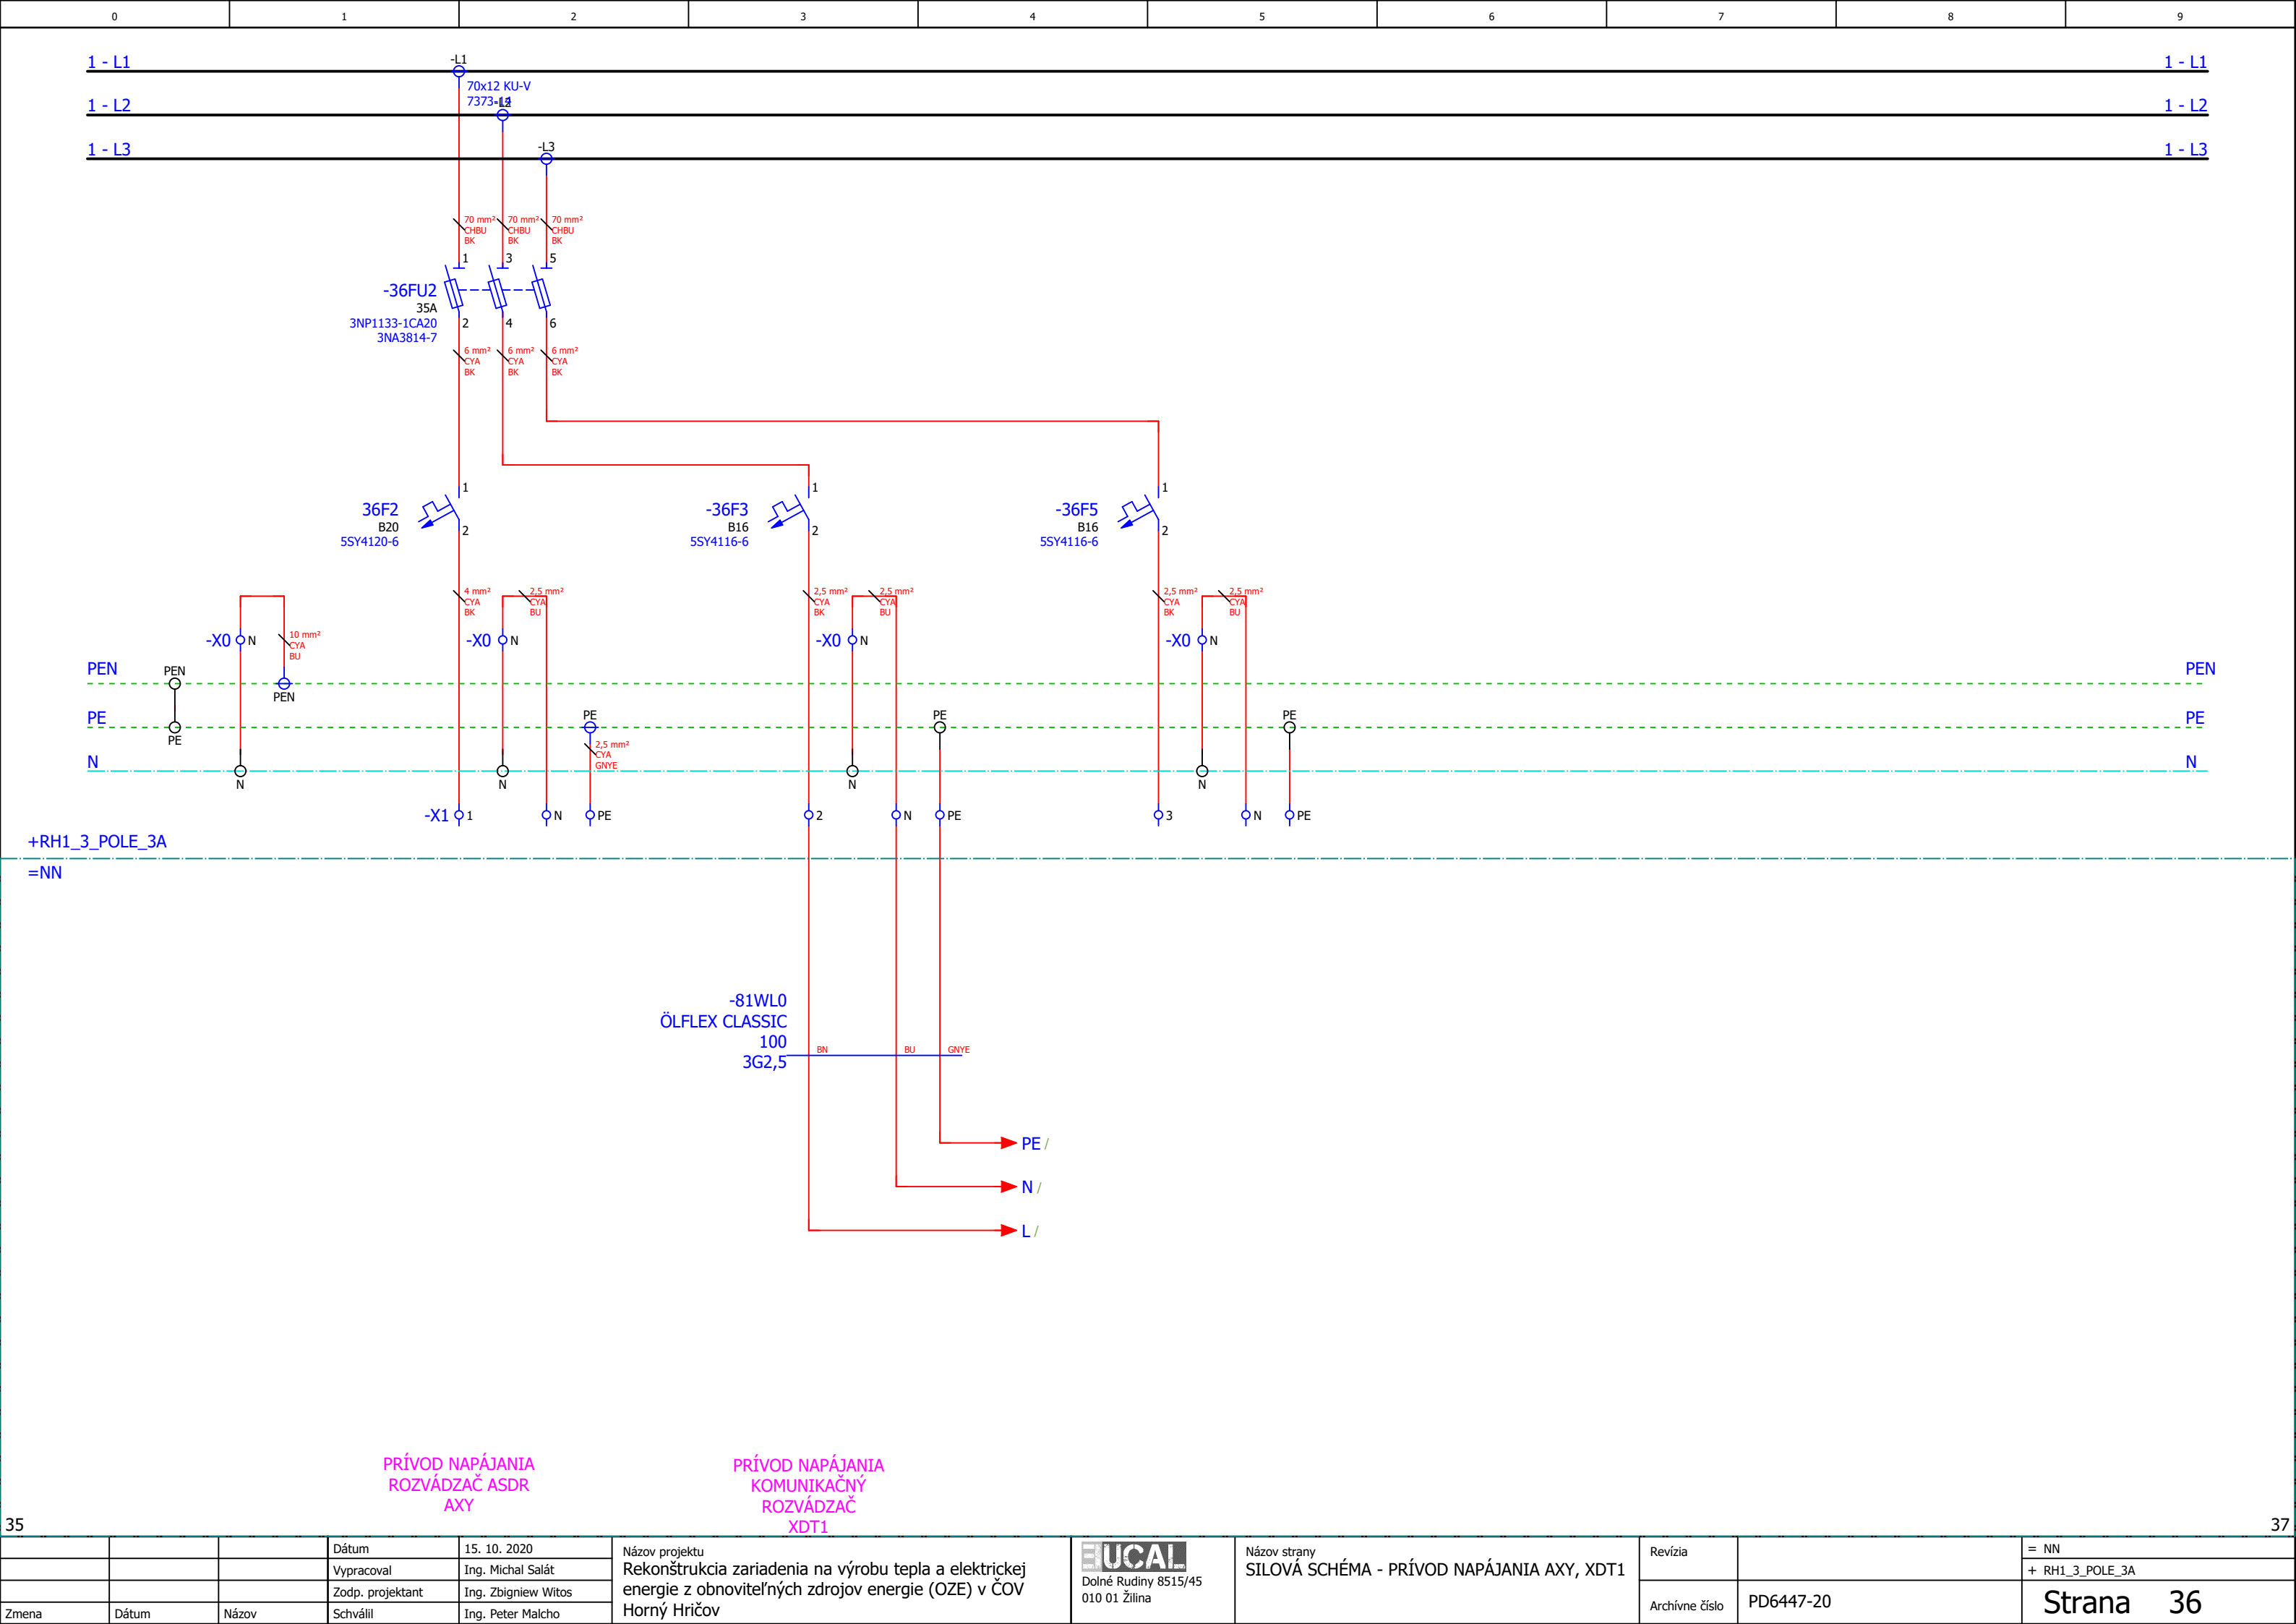 0 1 2 3 4 5 6 7 8 9
1 - L1 -L1 1 - L1
70x12 KU-V
7373-14
1 - L2 -L2 1 - L2
1 - L3 -L3 1 - L3
70 mm² 70 mm² 70 mm²
CHBU CHBU CHBU
BK BK BK
1 3 5
-36FU2
35A
3NP1133-1CA20 2 4 6
3NA3814-7
6 mm² 6 mm² 6 mm²
CYA CYA CYA
BK BK BK
1 1 1
36F2 -36F3 -36F5
B20 2 B16 2 B16 2
5SY4120-6 5SY4116-6 5SY4116-6
4 mm² 2,5 mm² 2,5 mm² 2,5 mm² 2,5 mm² 2,5 mm²
CYA CYA CYA CYA CYA CYA
BK BU BK BU BK BU
-X0 N 10 mm² -X0 N -X0 N -X0 N
CYA
BU
PEN PEN PEN
PEN
PE PE PE PE PE
PE
2,5 mm²
CYA
GNYE
N N
N N N N
-X1 1 N PE 2 N PE 3 N PE
+RH1_3_POLE_3A
=NN
-81WL0
ÖLFLEX CLASSIC
100
3G2,5
BN BU GNYE
PE /
N /
L /
PRÍVOD NAPÁJANIA
ROZVÁDZAČ ASDR
AXY
PRÍVOD NAPÁJANIA
KOMUNIKAČNÝ
ROZVÁDZAČ
XDT1
35 37
Dátum 15. 10. 2020
Vypracoval Ing. Michal Salát
Zodp. projektant Ing. Zbigniew Witos
Zmena Dátum Názov Schválil Ing. Peter Malcho
Názov projektu
Rekonštrukcia zariadenia na výrobu tepla a elektrickej
energie z obnoviteľných zdrojov energie (OZE) v ČOV
Horný Hričov
EUCAL
Dolné Rudiny 8515/45
010 01 Žilina
Názov strany
SILOVÁ SCHÉMA - PRÍVOD NAPÁJANIA AXY, XDT1
Revízia
Archívne číslo PD6447-20
= NN
+ RH1_3_POLE_3A
Strana 36